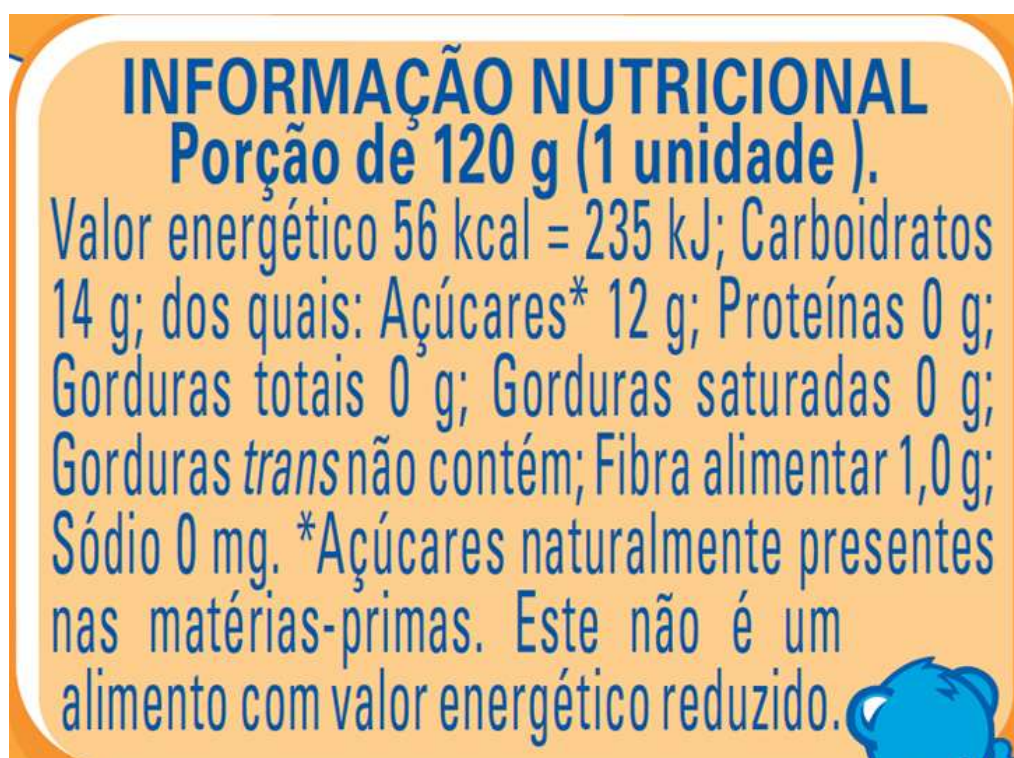 INFORMAÇÃO NUTRICIONAL
Porção de 120 g (1 unidade ).
Valor energético 56 kcal = 235 kJ; Carboidratos
14 g; dos quais: Açúcares* 12 g; Proteínas 0 g;
Gorduras totais 0 g; Gorduras saturadas 0 g;
Gorduras trans não contém; Fibra alimentar 1,0 g;
Sódio 0 mg. *Açúcares naturalmente presentes
nas matérias-primas. Este não é um
alimento com valor energético reduzido.